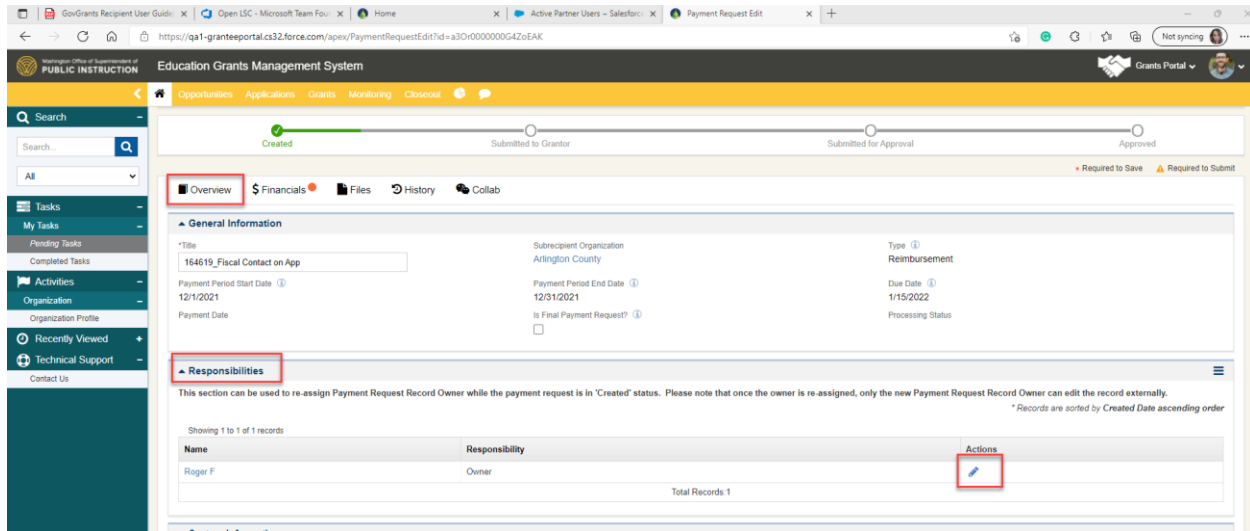 GovGrants Recipient User Guide
Open LSC - Microsoft Team Foun
Home
Active Partner Users ~ Salesforce
Payment Request Edit
https://qa1-granteeportal.cs32.force.com/apex/PaymentRequestEdit?id=a3Or0000000G4ZoEAK
Not syncing
Washington Office of Superintendent of
PUBLIC INSTRUCTION
Education Grants Management System
Grants Portal
Opportunities Applications Grants Monitoring Closeout
Search
Search...
All
Tasks
My Tasks
Pending Tasks
Completed Tasks
Activities
Organization
Organization Profile
Recently Viewed
Technical Support
Contact Us
Created Submitted to Grantor Submitted for Approval Approved
* Required to Save Required to Submit
Overview $ Financials Files History Collab
General Information
*Title Subrecipient Organization Type
164619_Fiscal Contact on App Arlington County Reimbursement
Payment Period Start Date Payment Period End Date Due Date
12/1/2021 12/31/2021 1/15/2022
Payment Date Is Final Payment Request? Processing Status
Responsibilities
This section can be used to re-assign Payment Request Record Owner while the payment request is in 'Created' status. Please note that once the owner is re-assigned, only the new Payment Request Record Owner can edit the record externally.
* Records are sorted by Created Date ascending order
Showing 1 to 1 of 1 records
Name Responsibility Actions
Roger F Owner
Total Records:1